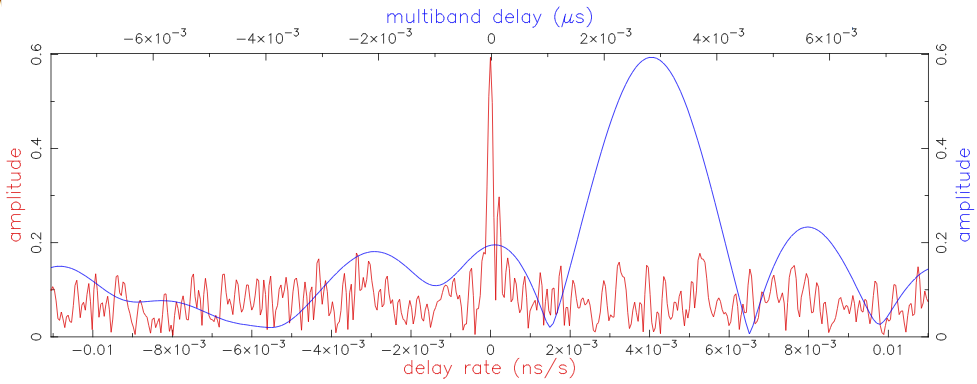 multiband delay (μs)
−6×10⁻³ −4×10⁻³ −2×10⁻³ 0 2×10⁻³ 4×10⁻³ 6×10⁻³
0.6 0.6
0.4 0.4
0.2 0.2
0 0
amplitude amplitude
−0.01 −8×10⁻³ −6×10⁻³ −4×10⁻³ −2×10⁻³ 0 2×10⁻³ 4×10⁻³ 6×10⁻³ 8×10⁻³ 0.01
delay rate (ns/s)